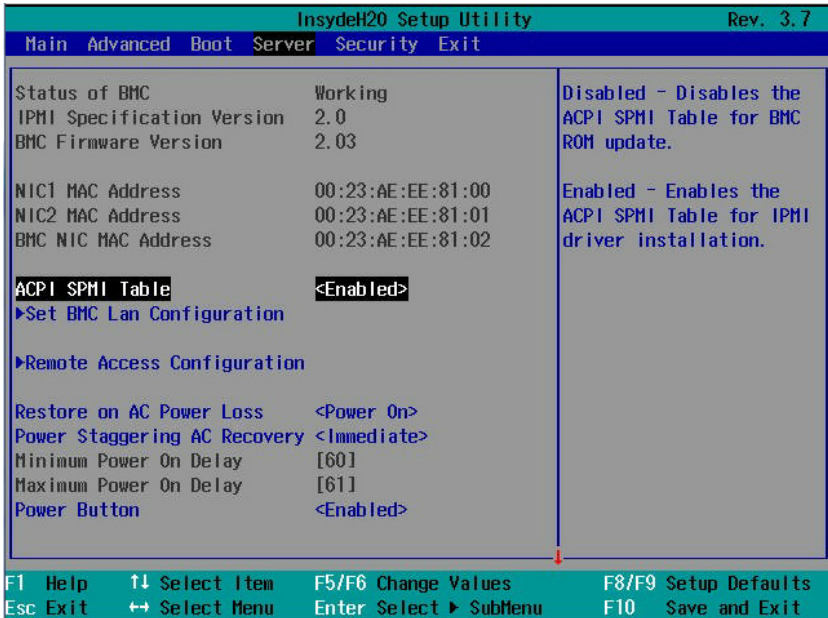 InsydeH2O Setup Utility Rev. 3.7
Main Advanced Boot Server Security Exit
Status of BMC Working
IPMI Specification Version 2.0
BMC Firmware Version 2.03
NIC1 MAC Address 00:23:AE:EE:81:00
NIC2 MAC Address 00:23:AE:EE:81:01
BMC NIC MAC Address 00:23:AE:EE:81:02
ACPI SPMI Table <Enabled>
▶Set BMC Lan Configuration
▶Remote Access Configuration
Restore on AC Power Loss <Power On>
Power Staggering AC Recovery <Immediate>
Minimum Power On Delay [60]
Maximum Power On Delay [61]
Power Button <Enabled>
Disabled - Disables the
ACPI SPMI Table for BMC
ROM update.
Enabled - Enables the
ACPI SPMI Table for IPMI
driver installation.
F1 Help ↑↓ Select Item F5/F6 Change Values F8/F9 Setup Defaults
Esc Exit ↔ Select Menu Enter Select ▶ SubMenu F10 Save and Exit